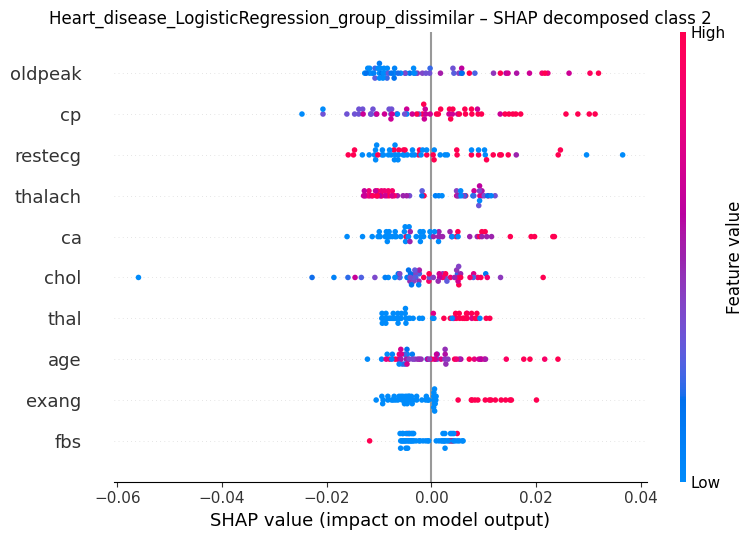 Heart_disease_LogisticRegression_group_dissimilar – SHAP decomposed class 2
High
oldpeak
cp
restecg
thalach
ca
chol
thal
age
exang
fbs
Feature value
Low
−0.06 −0.04 −0.02 0.00 0.02 0.04
SHAP value (impact on model output)